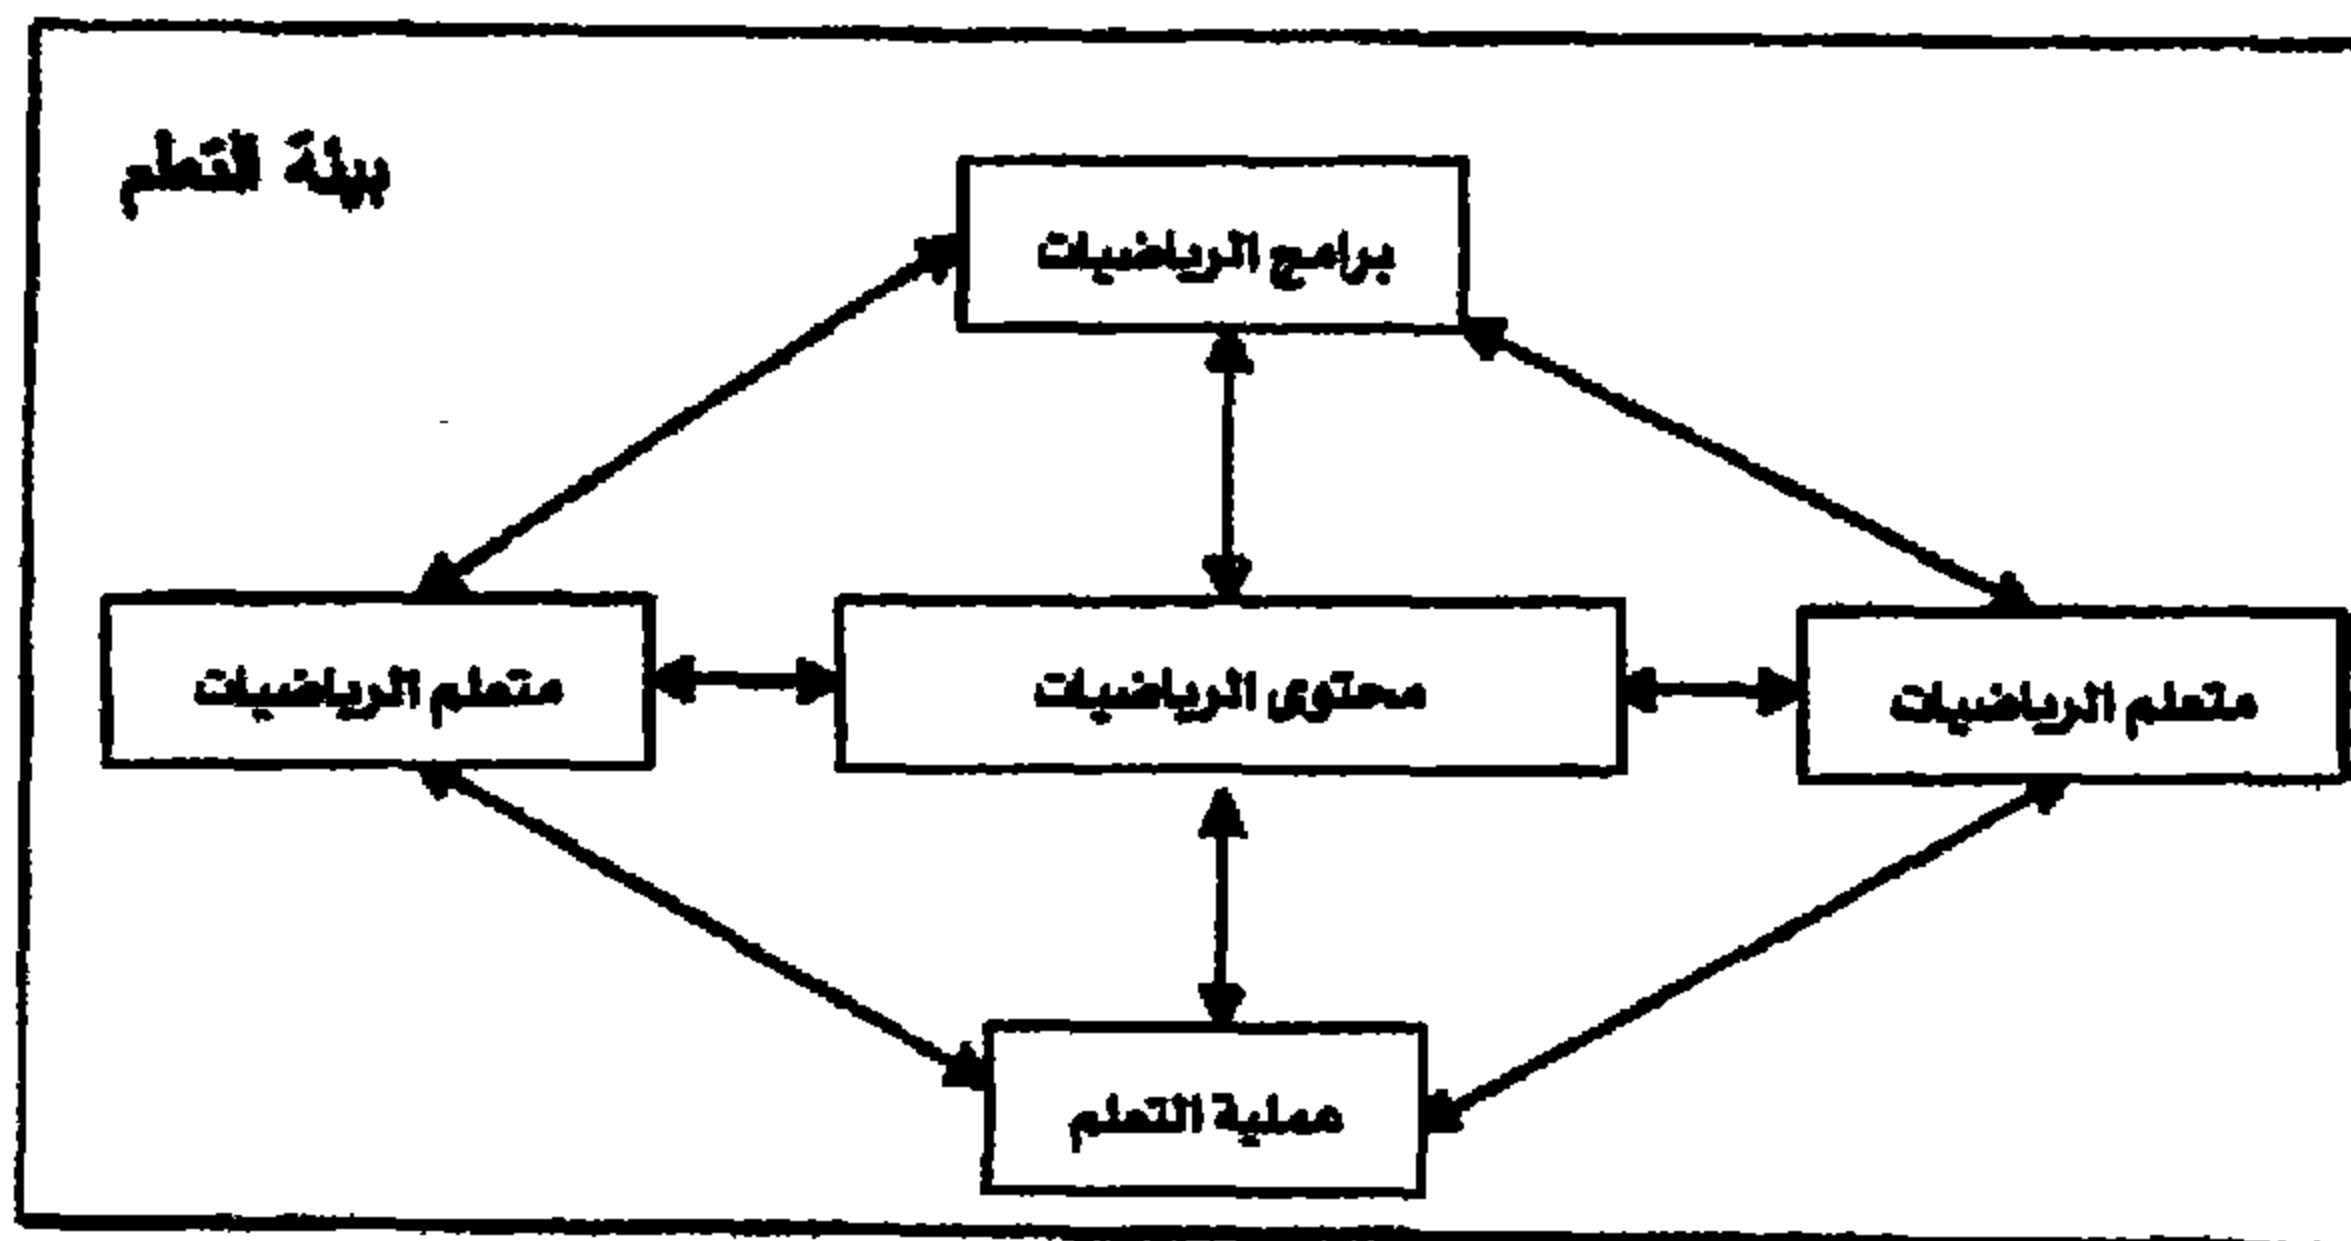 بيئة التعلم
برامج الرياضيات
متعلم الرياضيات
محتوى الرياضيات
متعلم الرياضيات
عملية التعلم